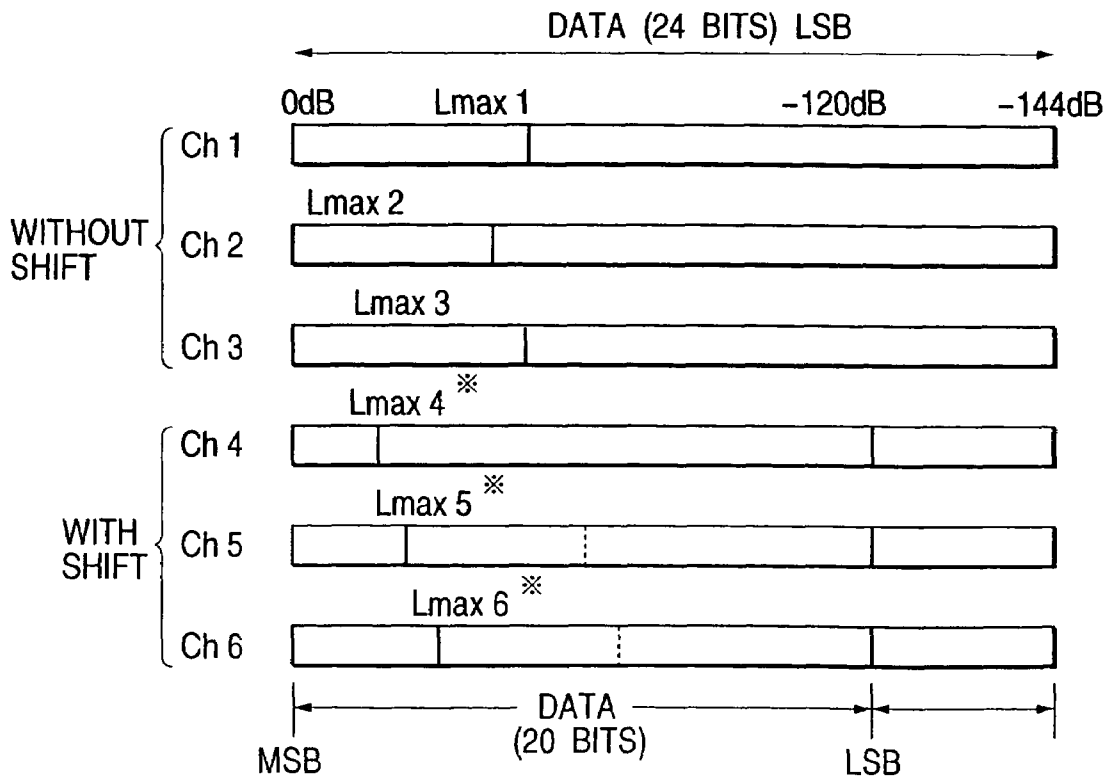 DATA (24 BITS) LSB
0dB Lmax 1 -120dB -144dB
Ch 1
Lmax 2
WITHOUT SHIFT
Ch 2
Lmax 3
Ch 3
Lmax 4 ※
Ch 4
Lmax 5 ※
WITH SHIFT
Ch 5
Lmax 6 ※
Ch 6
DATA (20 BITS)
MSB LSB